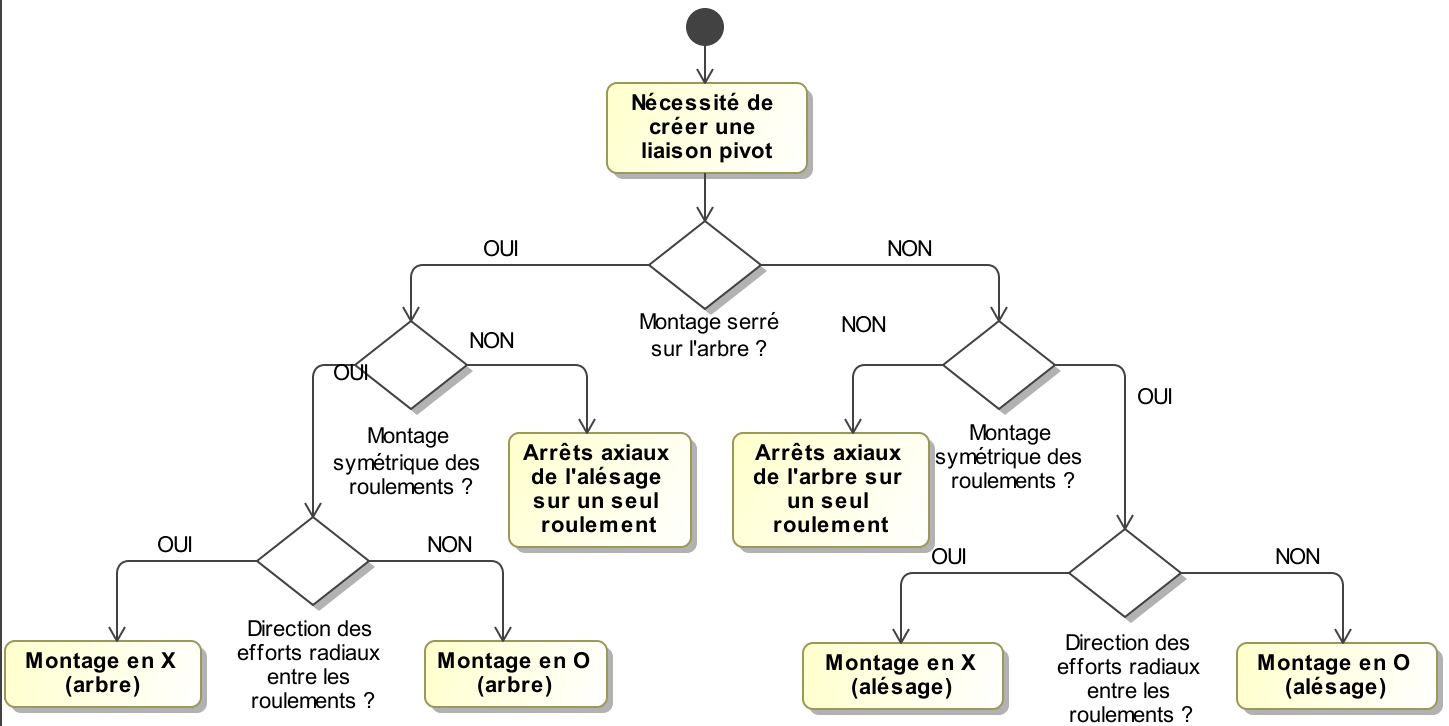 Nécessité de
créer une
liaison pivot
OUI
NON
Montage serré
sur l'arbre ?
NON
OUI
NON
OUI
Montage
symétrique des
roulements ?
Arrêts axiaux
de l'alésage
sur un seul
roulement
Arrêts axiaux
de l'arbre sur
un seul
roulement
Montage
symétrique des
roulements ?
OUI
NON
OUI
NON
Montage en X
(arbre)
Direction des
efforts radiaux
entre les
roulements ?
Montage en O
(arbre)
Montage en X
(alésage)
Direction des
efforts radiaux
entre les
roulements ?
Montage en O
(alésage)